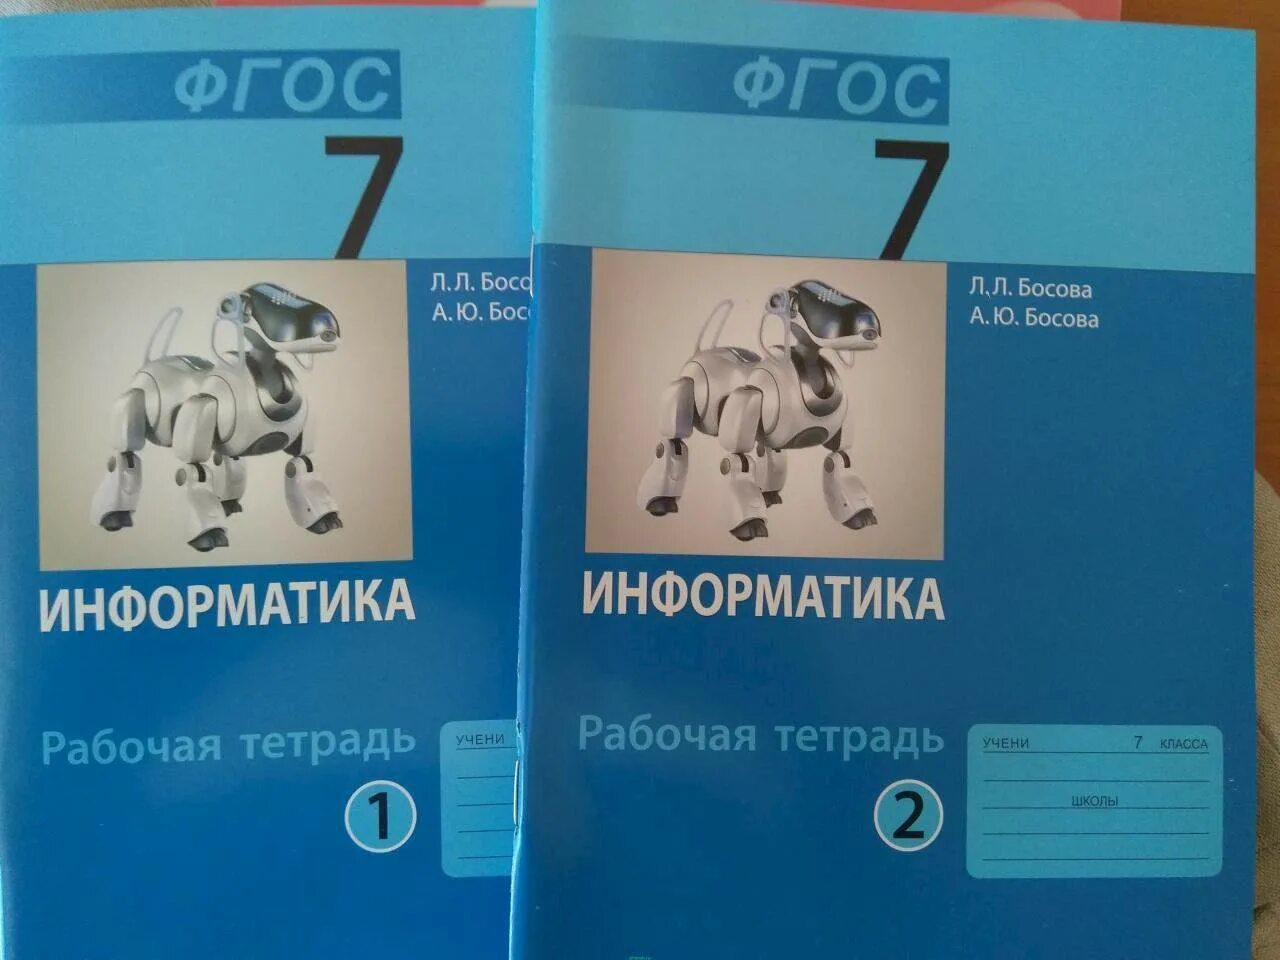 ФГОС
7
Л.Л. Босо
А.Ю. Бос
ИНФОРМАТИКА
Рабочая тетрадь
1
УЧЕНИ
ФГОС
7
Л.Л. Босова
А.Ю. Босова
ИНФОРМАТИКА
Рабочая тетрадь
2
УЧЕНИ 7 КЛАССА
ШКОЛЫ